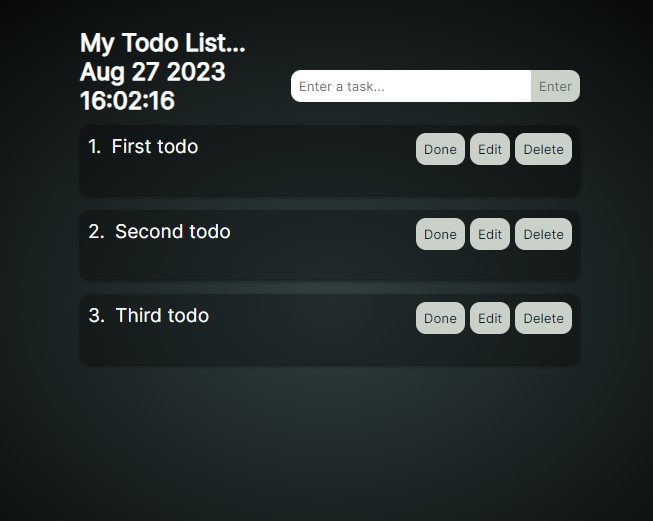 My Todo List...
Aug 27 2023
16:02:16
Enter a task... Enter
1. First todo Done Edit Delete
2. Second todo Done Edit Delete
3. Third todo Done Edit Delete